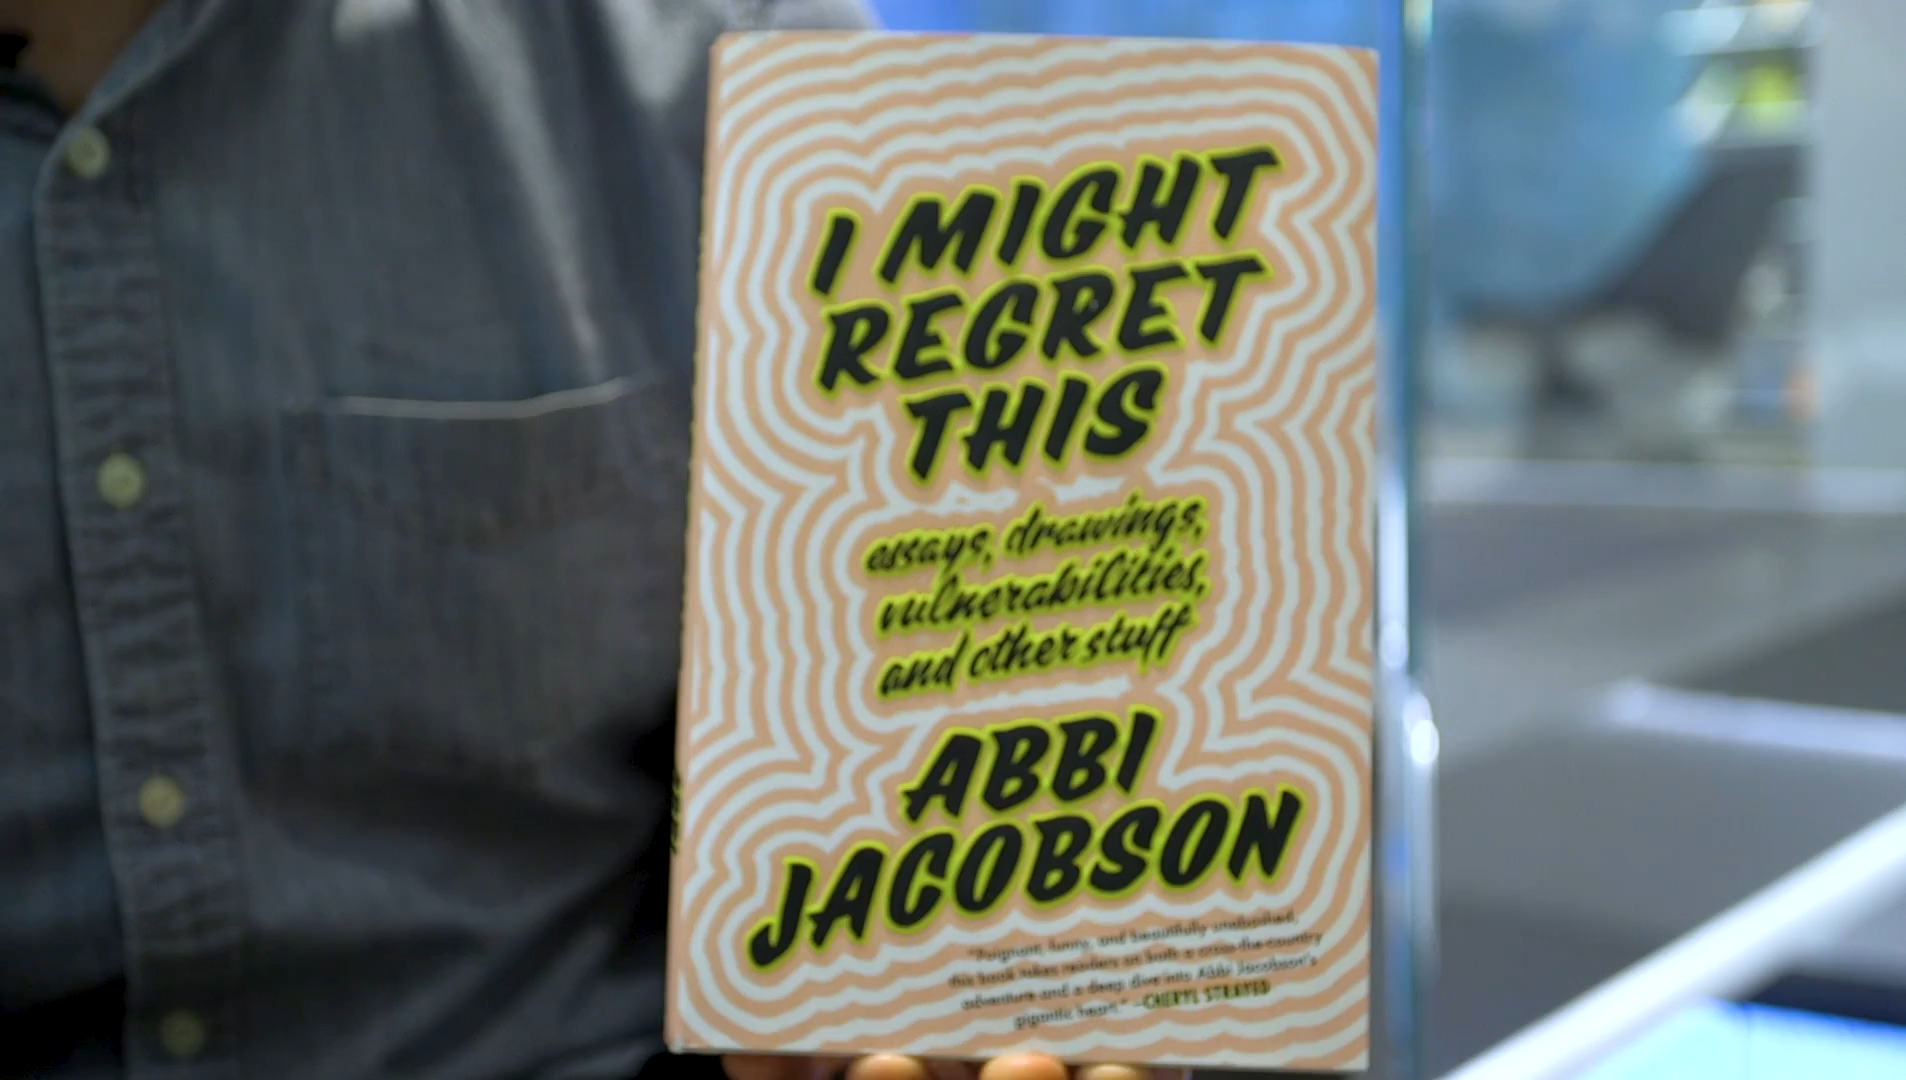 I MIGHT
REGRET
THIS
essays, drawings,
vulnerabilities,
and other stuff
ABBI
JACOBSON
"Poignant, funny, and beautifully unabashed,
this book takes readers on both a cross-the-country
adventure and a deep dive into Abbi Jacobson's
gigantic heart." —CHERYL STRAYED